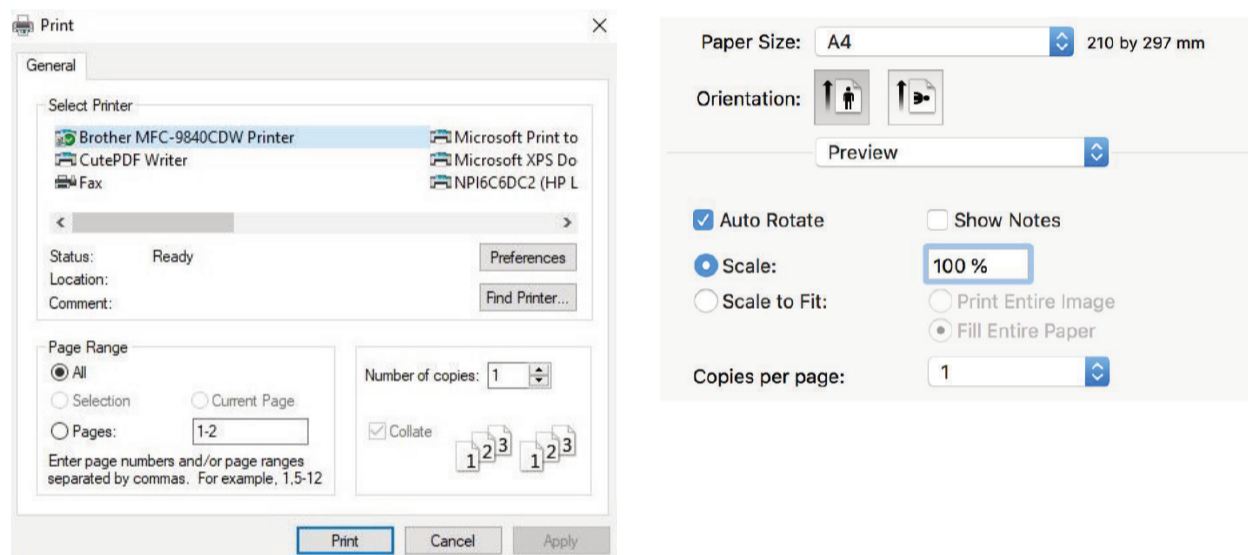 Print
General
Select Printer
Brother MFC-9840CDW Printer
CutePDF Writer
Fax
Microsoft Print to
Microsoft XPS Do
NPI6C6DC2 (HP L
Status: Ready
Location:
Comment:
Preferences
Find Printer...
Page Range
All
Selection Current Page
Pages: 1-2
Enter page numbers and/or page ranges
separated by commas. For example, 1,5-12
Number of copies: 1
Collate
1 2 3 1 2 3
Print Cancel Apply
Paper Size: A4 210 by 297 mm
Orientation:
Preview
Auto Rotate Show Notes
Scale: 100 %
Scale to Fit: Print Entire Image
Fill Entire Paper
Copies per page: 1